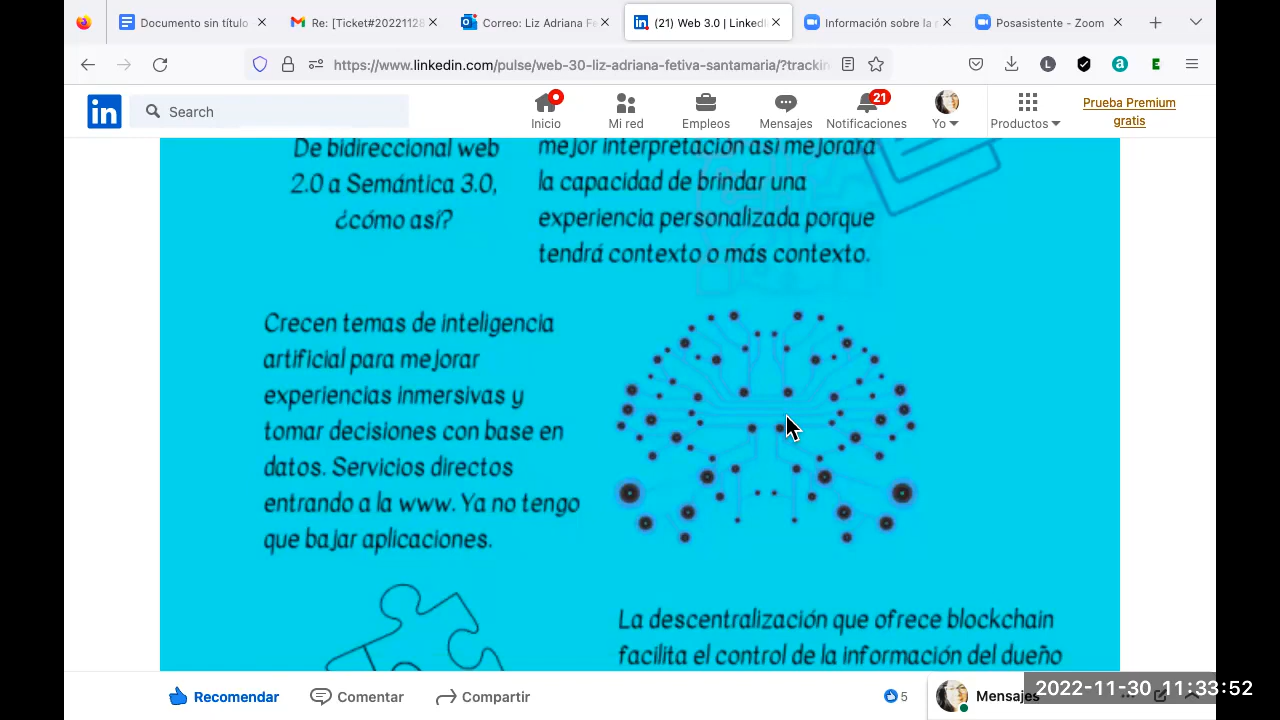 Documento sin título
Re: [Ticket#20221128
Correo: Liz Adriana Fe
(21) Web 3.0 | LinkedI
Información sobre la r
Posasistente - Zoom
https://www.linkedin.com/pulse/web-30-liz-adriana-fetiva-santamaria/?trackin
in
Search
Inicio
Mi red
Empleos
Mensajes
21
Notificaciones
Yo
Productos
Prueba Premium
gratis
De bidireccional web
2.0 a Semántica 3.0,
¿cómo así?
mejor interpretación así mejorará
la capacidad de brindar una
experiencia personalizada porque
tendrá contexto o más contexto.
Crecen temas de inteligencia
artificial para mejorar
experiencias inmersivas y
tomar decisiones con base en
datos. Servicios directos
entrando a la www. Ya no tengo
que bajar aplicaciones.
La descentralización que ofrece blockchain
facilita el control de la información del dueño
Recomendar
Comentar
Compartir
5
Mensajes
2022-11-30 11:33:52